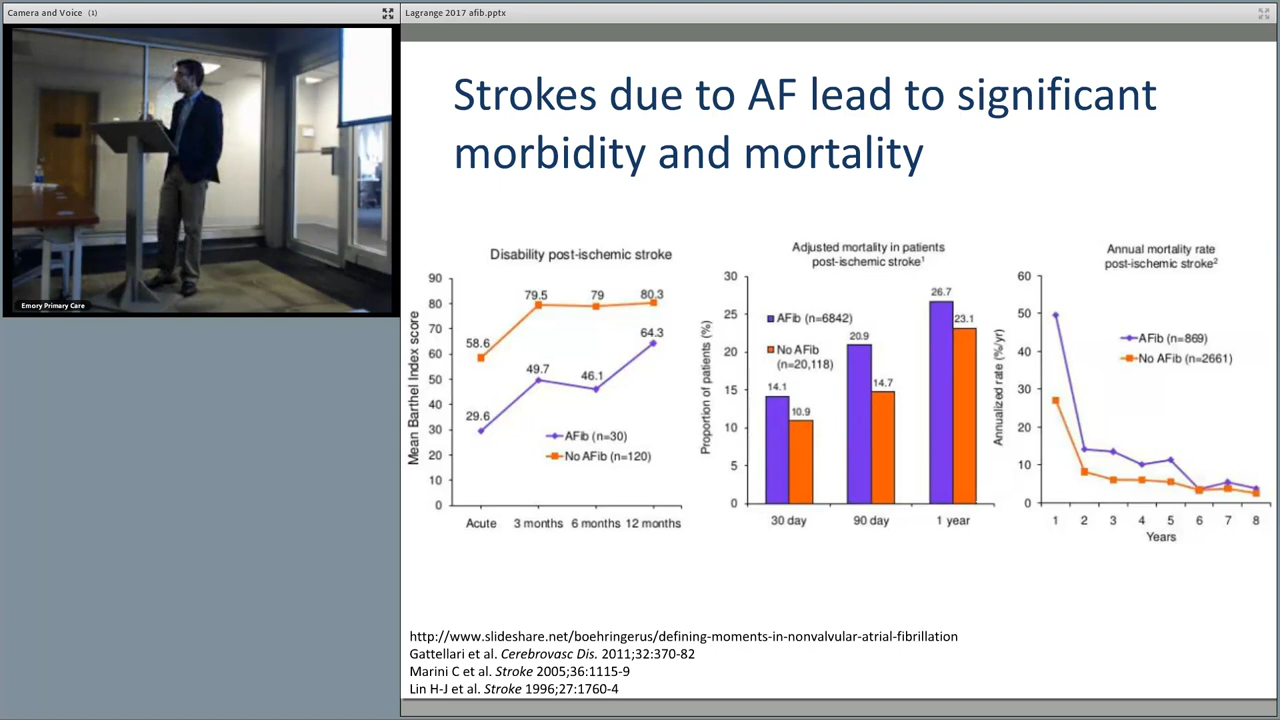 Camera and Voice (1)
Lagrange 2017 afib.pptx
Emory Primary Care
Strokes due to AF lead to significant
morbidity and mortality
Disability post-ischemic stroke
Mean Barthel Index score
90
80
70
60
50
40
30
20
10
0
58.6
79.5
79
80.3
29.6
49.7
46.1
64.3
AFib (n=30)
No AFib (n=120)
Acute 3 months 6 months 12 months
Adjusted mortality in patients
post-ischemic stroke1
Proportion of patients (%)
30
25
20
15
10
5
0
AFib (n=6842)
No AFib
(n=20,118)
14.1
10.9
20.9
14.7
26.7
23.1
30 day 90 day 1 year
Annual mortality rate
post-ischemic stroke2
Annualized rate (%/yr)
60
50
40
30
20
10
0
AFib (n=869)
No AFib (n=2661)
1 2 3 4 5 6 7 8
Years
http://www.slideshare.net/boehringerus/defining-moments-in-nonvalvular-atrial-fibrillation
Gattellari et al. Cerebrovasc Dis. 2011;32:370-82
Marini C et al. Stroke 2005;36:1115-9
Lin H-J et al. Stroke 1996;27:1760-4